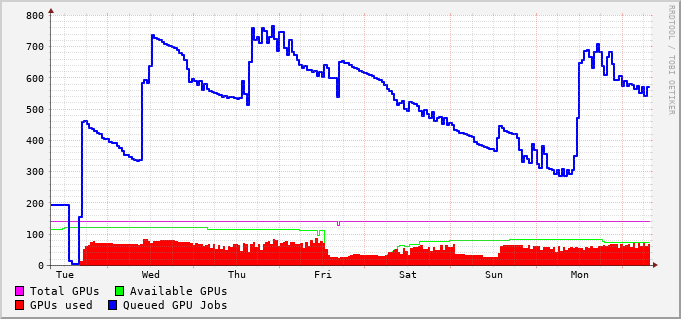 800
700
600
500
400
300
200
100
0
Tue Wed Thu Fri Sat Sun Mon
Total GPUs Available GPUs
GPUs used Queued GPU Jobs
RRDTOOL / TOBI OETIKER